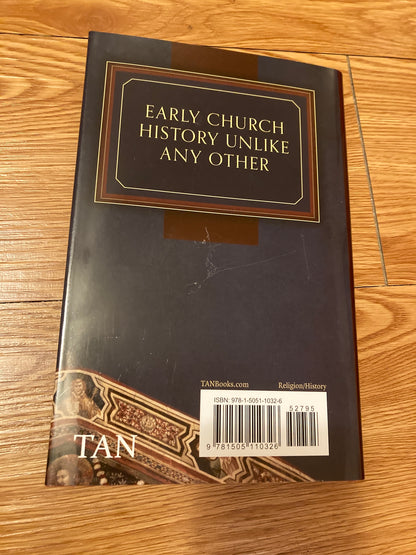 EARLY CHURCH
HISTORY UNLIKE
ANY OTHER
TANBooks.com Religion/History
ISBN: 978-1-5051-1032-6
52795
9 781505 110326
TAN